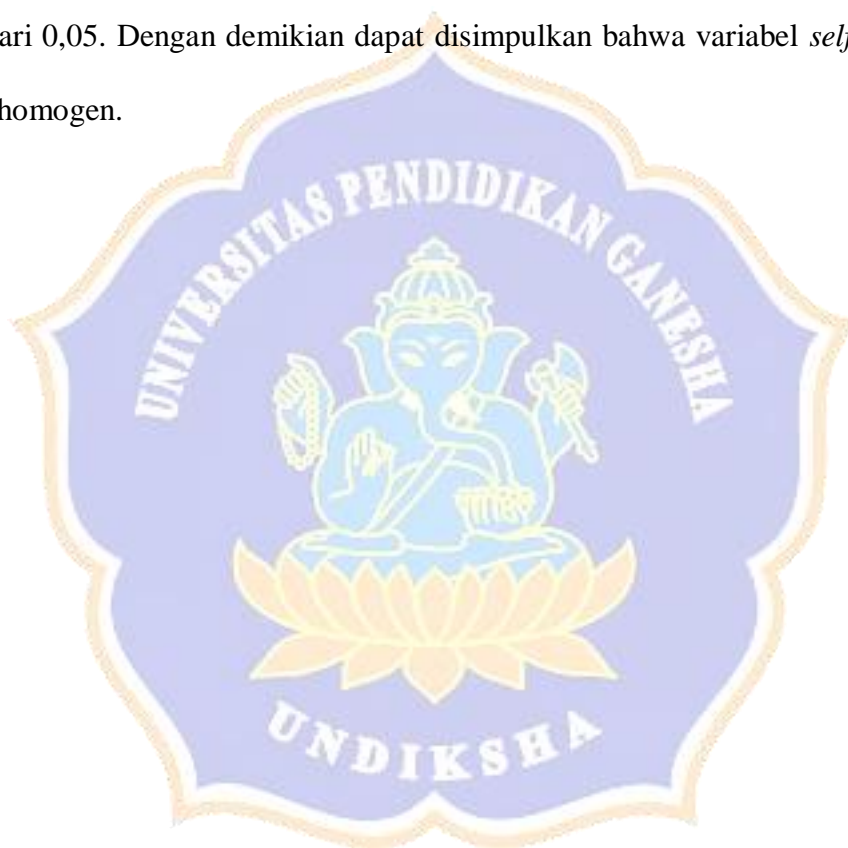 ari 0,05. Dengan demikian dapat disimpulkan bahwa variabel
homogen.
UNIVERSITAS PENDIDIKAN GANESHA
UNDIKSHA